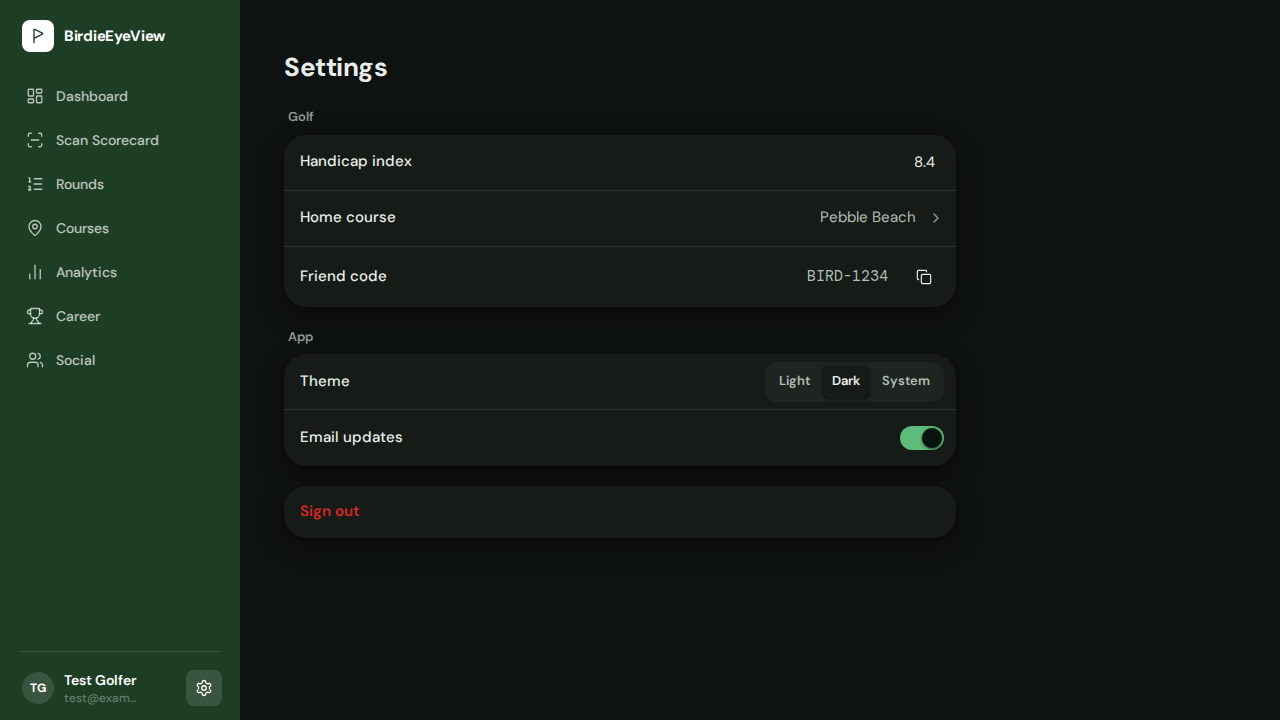 BirdieEyeView
Dashboard
Scan Scorecard
Rounds
Courses
Analytics
Career
Social
Test Golfer
TG
test@exam...
Settings
Golf
Handicap index 8.4
Home course Pebble Beach
Friend code BIRD-1234
App
Theme Light Dark System
Email updates
Sign out